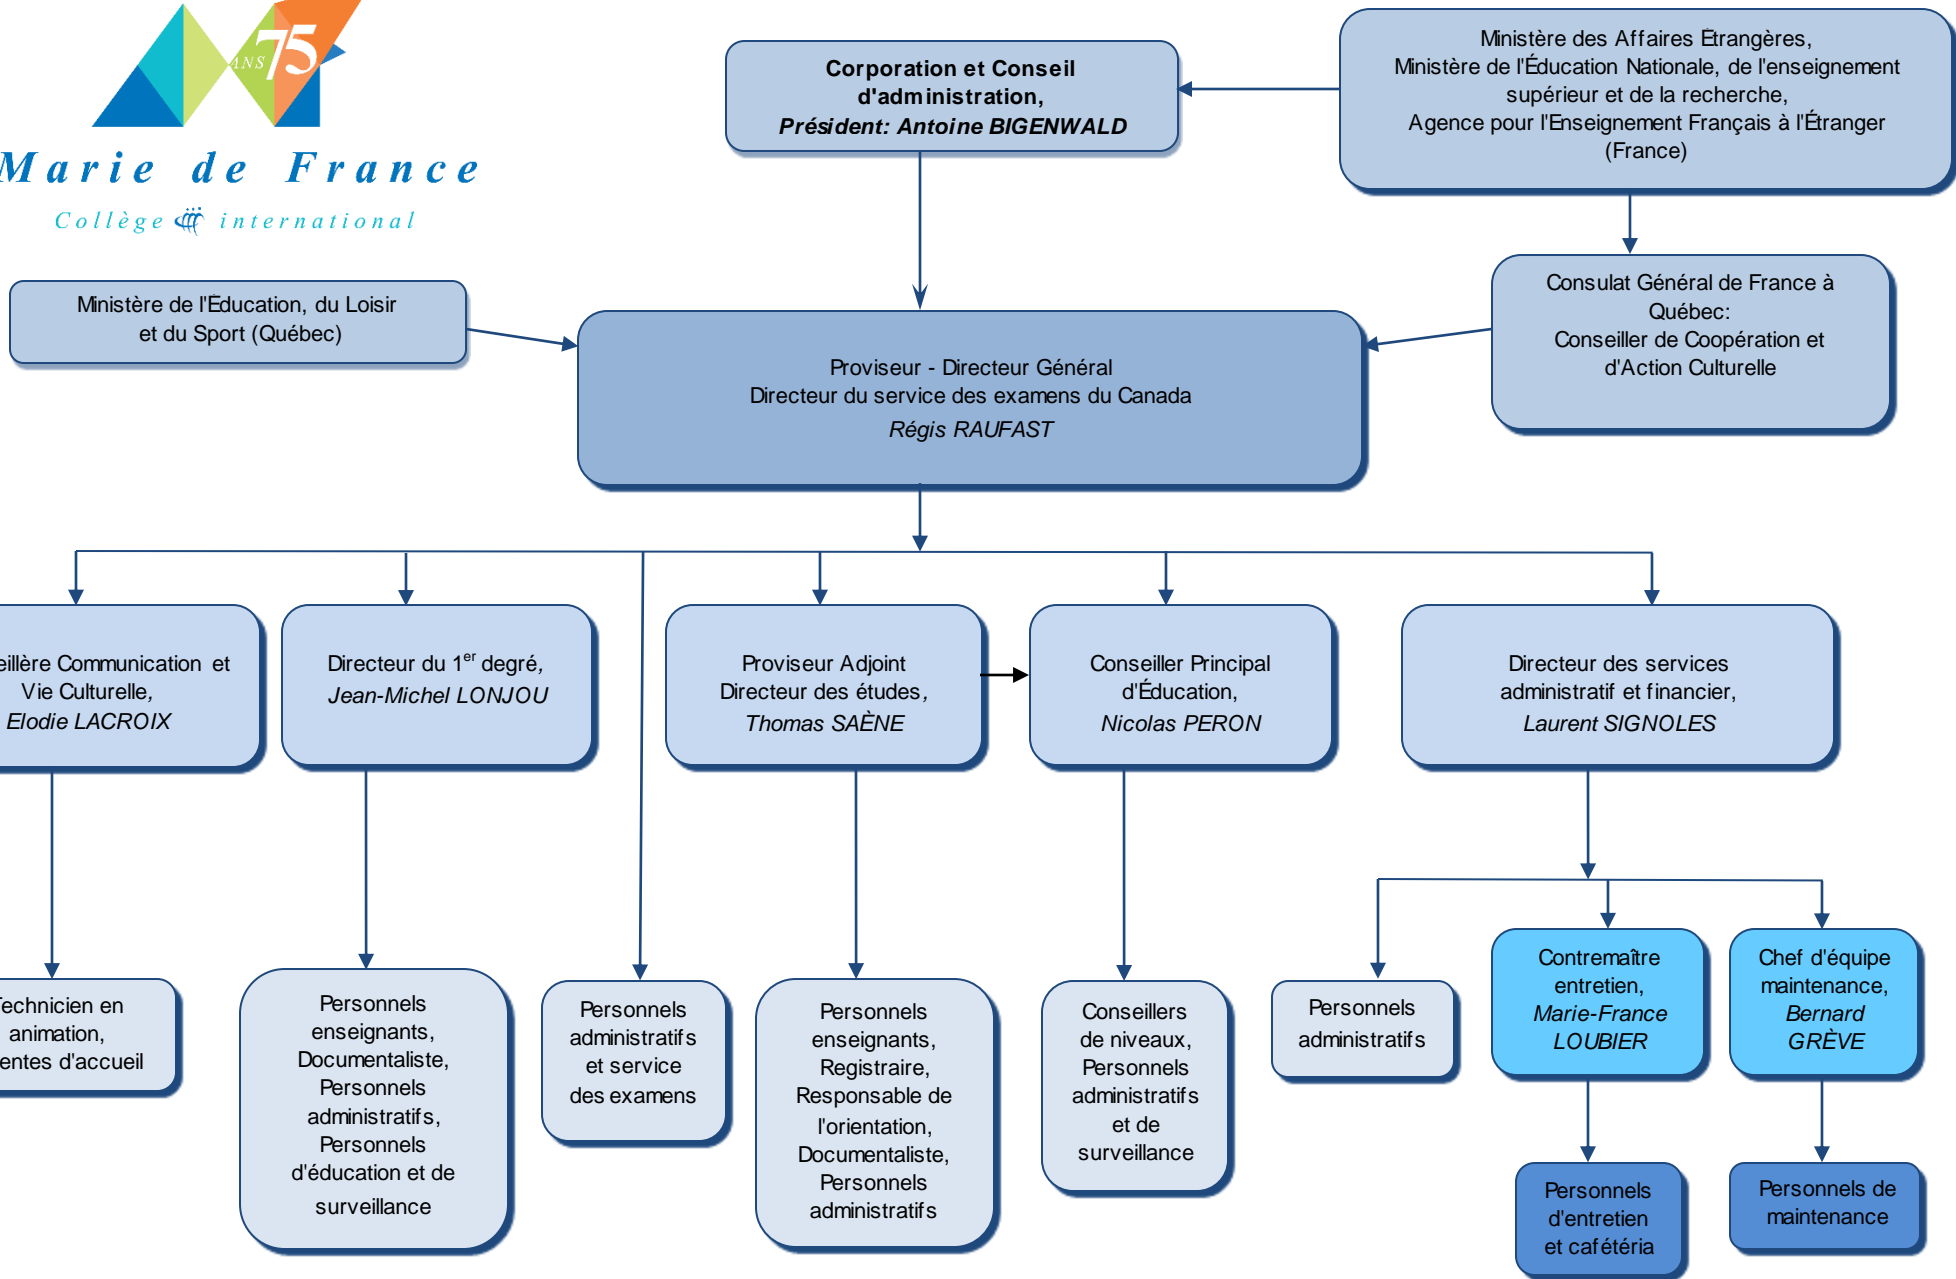 ANS 75
Marie de France
Collège international
Corporation et Conseil
d'administration,
Président: Antoine BIGENWALD
Ministère des Affaires Etrangères,
Ministère de l'Éducation Nationale, de l'enseignement
supérieur et de la recherche,
Agence pour l'Enseignement Français à l'Étranger
(France)
Ministère de l'Éducation, du Loisir
et du Sport (Québec)
Consulat Général de France à
Québec:
Conseiller de Coopération et
d'Action Culturelle
Proviseur - Directeur Général
Directeur du service des examens du Canada
Régis RAUFAST
Communication et
Vie Culturelle,
Elodie LACROIX
Directeur du 1er degré,
Jean-Michel LONJOU
Proviseur Adjoint
Directeur des études,
Thomas SAÈNE
Conseiller Principal
d'Éducation,
Nicolas PERON
Directeur des services
administratif et financier,
Laurent SIGNOLES
en
animation,
d'accueil
Personnels
enseignants,
Documentaliste,
Personnels
administratifs,
Personnels
d'éducation et de
surveillance
Personnels
administratifs
et service
des examens
Personnels
enseignants,
Registraire,
Responsable de
l'orientation,
Documentaliste,
Personnels
administratifs
Conseillers
de niveaux,
Personnels
administratifs
et de
surveillance
Personnels
administratifs
Contremaître
entretien,
Marie-France
LOUBIER
Chef d'équipe
maintenance,
Bernard
GRÈVE
Personnels
d'entretien
et cafétéria
Personnels de
maintenance